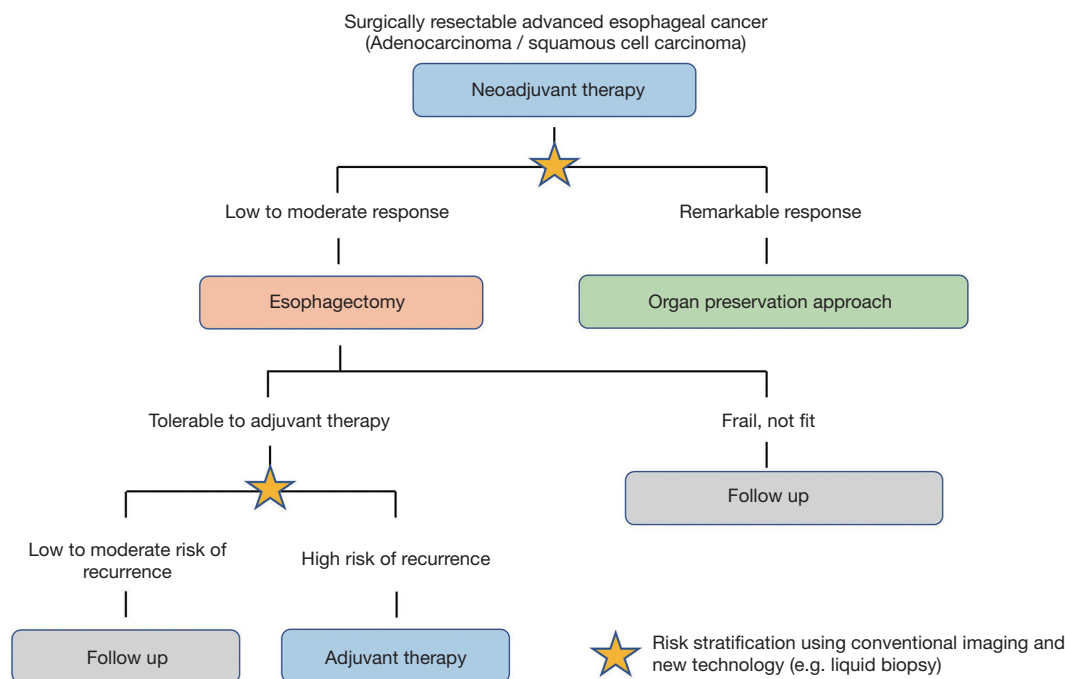 Surgically resectable advanced esophageal cancer
(Adenocarcinoma / squamous cell carcinoma)
Neoadjuvant therapy
Low to moderate response
Remarkable response
Esophagectomy
Organ preservation approach
Tolerable to adjuvant therapy
Frail, not fit
Follow up
Low to moderate risk of
recurrence
High risk of recurrence
Follow up
Adjuvant therapy
Risk stratification using conventional imaging and
new technology (e.g. liquid biopsy)